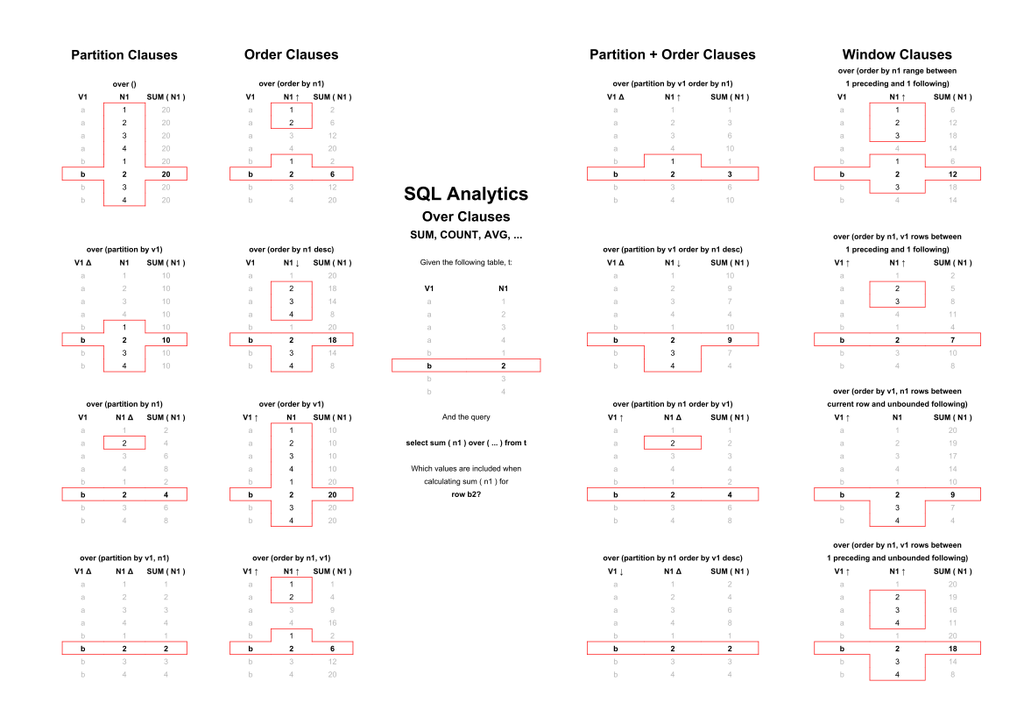 Partition Clauses
over ()
V1 N1 SUM ( N1 )
a 1 20
a 2 20
a 3 20
a 4 20
b 1 20
b 2 20
b 3 20
b 4 20
over (partition by v1)
V1 Δ N1 SUM ( N1 )
a 1 10
a 2 10
a 3 10
a 4 10
b 1 10
b 2 10
b 3 10
b 4 10
over (partition by n1)
V1 N1 Δ SUM ( N1 )
a 1 2
a 2 4
a 3 6
a 4 8
b 1 2
b 2 4
b 3 6
b 4 8
over (partition by v1, n1)
V1 Δ N1 Δ SUM ( N1 )
a 1 1
a 2 2
a 3 3
a 4 4
b 1 1
b 2 2
b 3 3
b 4 4
Order Clauses
over (order by n1)
V1 N1 ↑ SUM ( N1 )
a 1 2
a 2 6
a 3 12
a 4 20
b 1 2
b 2 6
b 3 12
b 4 20
over (order by n1 desc)
V1 N1 ↓ SUM ( N1 )
a 1 20
a 2 18
a 3 14
a 4 8
b 1 20
b 2 18
b 3 14
b 4 8
over (order by v1)
V1 ↑ N1 SUM ( N1 )
a 1 10
a 2 10
a 3 10
a 4 10
a 1 20
b 2 20
b 3 20
b 4 20
over (order by n1, v1)
V1 ↑ N1 ↑ SUM ( N1 )
a 1 1
a 2 4
a 3 9
a 4 16
b 1 2
b 2 6
b 3 12
b 4 20
SQL Analytics
Over Clauses
SUM, COUNT, AVG, ...
Given the following table, t:
V1 N1
a 1
a 2
a 3
a 4
b 1
b 2
b 3
b 4
And the query
select sum ( n1 ) over ( ... ) from t
Which values are included when
calculating sum ( n1 ) for
row b2?
Partition + Order Clauses
over (partition by v1 order by n1)
V1 Δ N1 ↑ SUM ( N1 )
a 1 1
a 2 3
a 3 6
a 4 10
b 1 1
b 2 3
b 3 6
b 4 10
over (partition by v1 order by n1 desc)
V1 Δ N1 ↓ SUM ( N1 )
a 1 10
a 2 9
a 3 7
a 4 4
b 1 10
b 2 9
b 3 7
b 4 4
over (partition by n1 order by v1)
V1 ↑ N1 Δ SUM ( N1 )
a 1 1
a 2 2
a 3 3
a 4 4
b 1 2
b 2 4
b 3 6
b 4 8
over (partition by n1 order by v1 desc)
V1 ↓ N1 Δ SUM ( N1 )
a 1 2
a 2 4
a 3 6
a 4 8
b 1 1
b 2 2
b 3 3
b 4 4
Window Clauses
over (order by n1 range between
1 preceding and 1 following)
V1 N1 ↑ SUM ( N1 )
a 1 6
a 2 12
a 3 18
a 4 14
b 1 6
b 2 12
b 3 18
b 4 14
over (order by n1, v1 rows between
1 preceding and 1 following)
V1 ↑ N1 ↑ SUM ( N1 )
a 1 2
a 2 5
a 3 8
a 4 11
b 1 4
b 2 7
b 3 10
b 4 8
over (order by v1, n1 rows between
current row and unbounded following)
V1 ↑ N1 SUM ( N1 )
a 1 20
a 2 19
a 3 17
a 4 14
b 1 10
b 2 9
b 3 7
b 4 4
over (order by n1, v1 rows between
1 preceding and unbounded following)
V1 ↑ N1 ↑ SUM ( N1 )
a 1 20
a 2 19
a 3 16
a 4 11
b 1 20
b 2 18
b 3 14
b 4 8